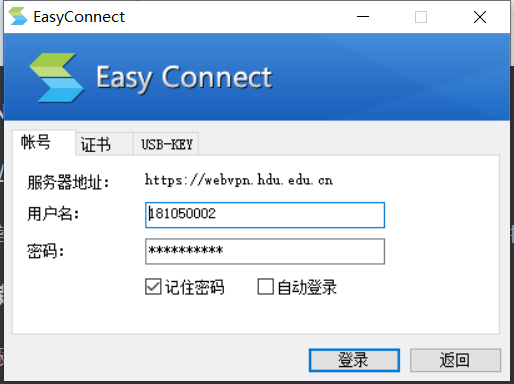 EasyConnect
Easy Connect
帐号 证书 USB-KEY
服务器地址: https://webvpn.hdu.edu.cn
用户名: 181050002
密码: **********
记住密码 自动登录
登录 返回